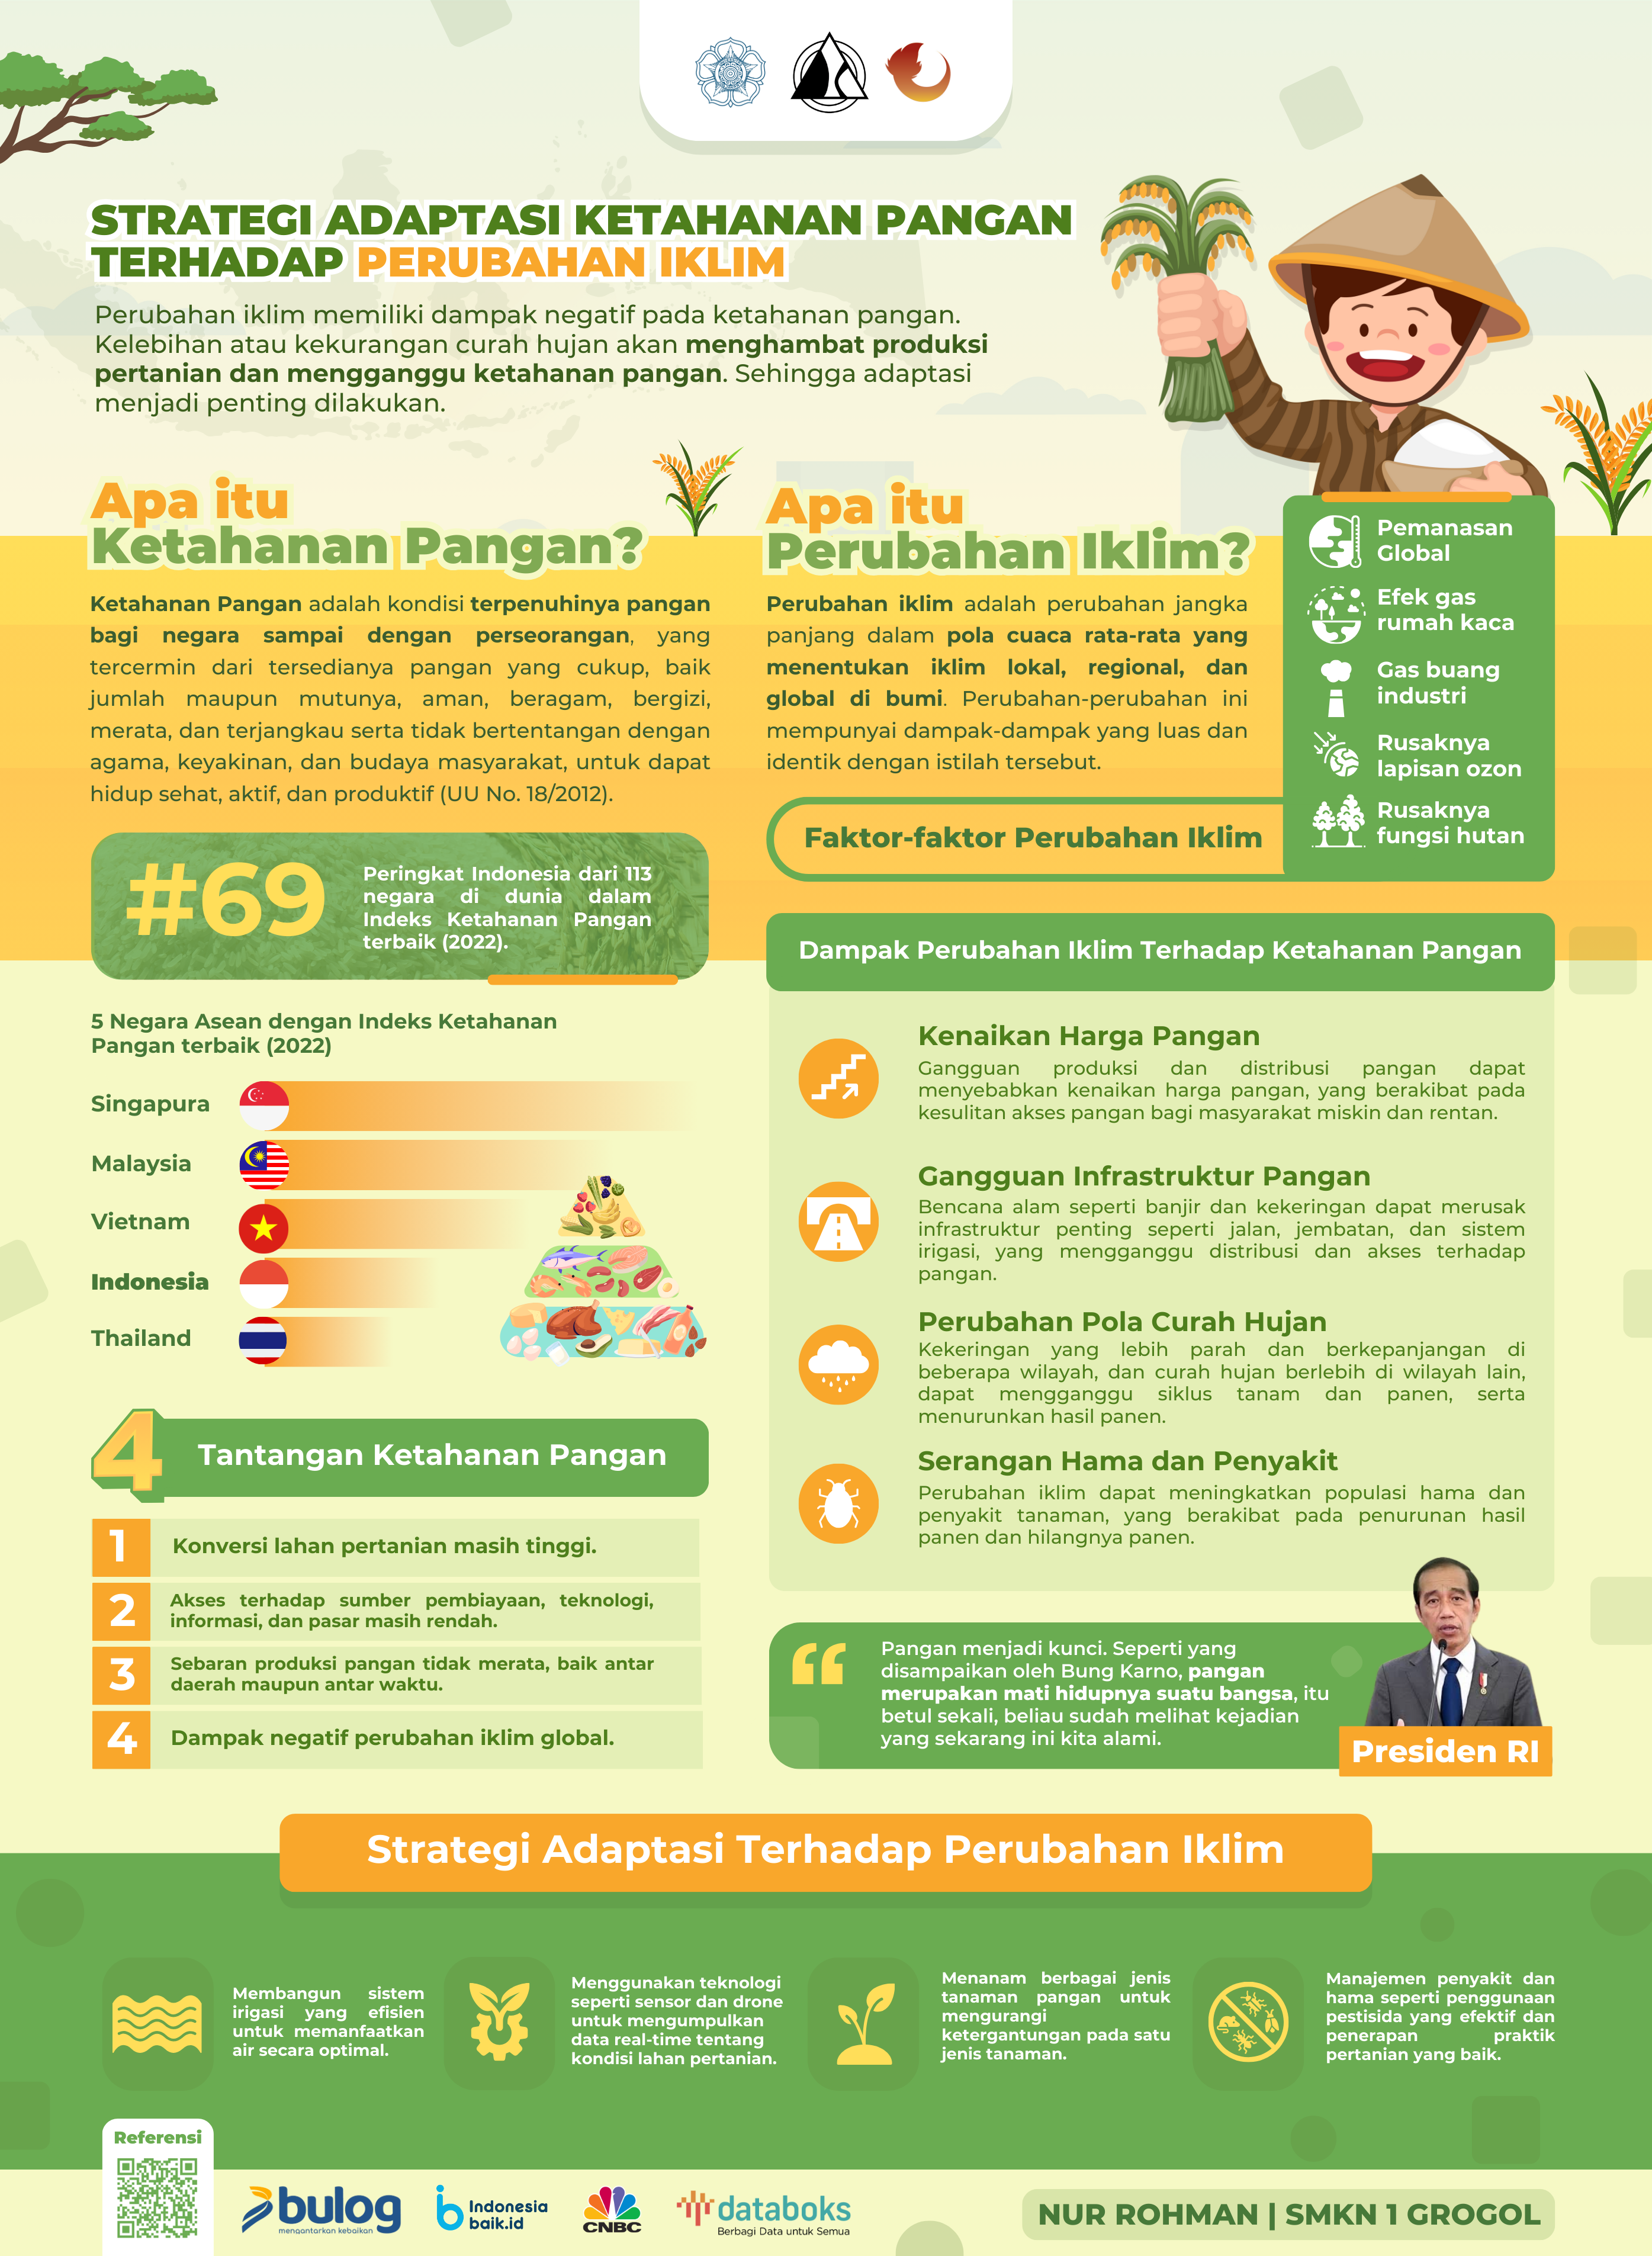 STRATEGI ADAPTASI KETAHANAN PANGAN
TERHADAP PERUBAHAN IKLIM
Perubahan iklim memiliki dampak negatif pada ketahanan pangan.
Kelebihan atau kekurangan curah hujan akan menghambat produksi
pertanian dan mengganggu ketahanan pangan. Sehingga adaptasi
menjadi penting dilakukan.
Apa itu
Ketahanan Pangan?
Ketahanan Pangan adalah kondisi terpenuhinya pangan
bagi negara sampai dengan perseorangan, yang
tercermin dari tersedianya pangan yang cukup, baik
jumlah maupun mutunya, aman, beragam, bergizi,
merata, dan terjangkau serta tidak bertentangan dengan
agama, keyakinan, dan budaya masyarakat, untuk dapat
hidup sehat, aktif, dan produktif (UU No. 18/2012).
#69
Peringkat Indonesia dari 113
negara di dunia dalam
Indeks Ketahanan Pangan
terbaik (2022).
5 Negara Asean dengan Indeks Ketahanan
Pangan terbaik (2022)
Singapura
Malaysia
Vietnam
Indonesia
Thailand
4
Tantangan Ketahanan Pangan
1
Konversi lahan pertanian masih tinggi.
2
Akses terhadap sumber pembiayaan, teknologi,
informasi, dan pasar masih rendah.
3
Sebaran produksi pangan tidak merata, baik antar
daerah maupun antar waktu.
4
Dampak negatif perubahan iklim global.
Apa itu
Perubahan Iklim?
Perubahan iklim adalah perubahan jangka
panjang dalam pola cuaca rata-rata yang
menentukan iklim lokal, regional, dan
global di bumi. Perubahan-perubahan ini
mempunyai dampak-dampak yang luas dan
identik dengan istilah tersebut.
Faktor-faktor Perubahan Iklim
Pemanasan
Global
Efek gas
rumah kaca
Gas buang
industri
Rusaknya
lapisan ozon
Rusaknya
fungsi hutan
Dampak Perubahan Iklim Terhadap Ketahanan Pangan
Kenaikan Harga Pangan
Gangguan produksi dan distribusi pangan dapat
menyebabkan kenaikan harga pangan, yang berakibat pada
kesulitan akses pangan bagi masyarakat miskin dan rentan.
Gangguan Infrastruktur Pangan
Bencana alam seperti banjir dan kekeringan dapat merusak
infrastruktur penting seperti jalan, jembatan, dan sistem
irigasi, yang mengganggu distribusi dan akses terhadap
pangan.
Perubahan Pola Curah Hujan
Kekeringan yang lebih parah dan berkepanjangan di
beberapa wilayah, dan curah hujan berlebih di wilayah lain,
dapat mengganggu siklus tanam dan panen, serta
menurunkan hasil panen.
Serangan Hama dan Penyakit
Perubahan iklim dapat meningkatkan populasi hama dan
penyakit tanaman, yang berakibat pada penurunan hasil
panen dan hilangnya panen.
“
Pangan menjadi kunci. Seperti yang
disampaikan oleh Bung Karno, pangan
merupakan mati hidupnya suatu bangsa, itu
betul sekali, beliau sudah melihat kejadian
yang sekarang ini kita alami.
Presiden RI
Strategi Adaptasi Terhadap Perubahan Iklim
Membangun sistem
irigasi yang efisien
untuk memanfaatkan
air secara optimal.
Menggunakan teknologi
seperti sensor dan drone
untuk mengumpulkan
data real-time tentang
kondisi lahan pertanian.
Menanam berbagai jenis
tanaman pangan untuk
mengurangi
ketergantungan pada satu
jenis tanaman.
Manajemen penyakit dan
hama seperti penggunaan
pestisida yang efektif dan
penerapan praktik
pertanian yang baik.
Referensi
bulog
mengantarkan kebaikan
Indonesia
baik.id
CNBC
databoks
Berbagi Data untuk Semua
NUR ROHMAN | SMKN 1 GROGOL